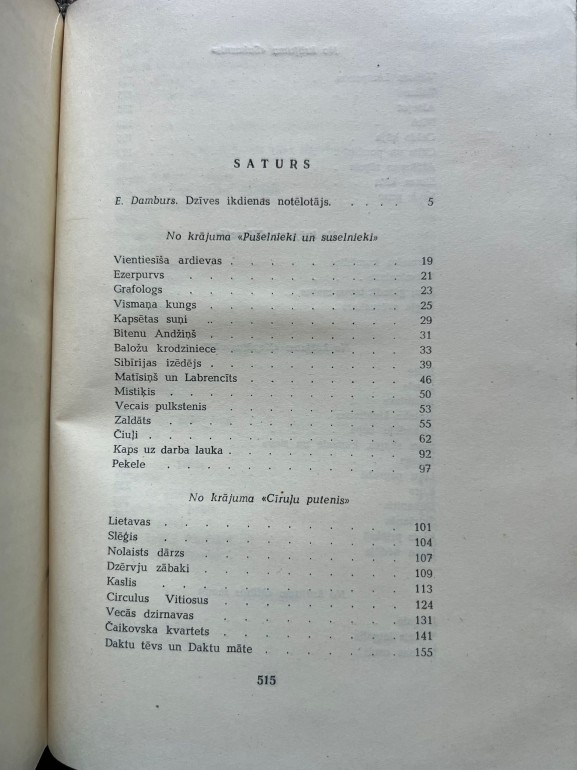 SATURS
E. Damburs. Dzīves ikdienas notēlotājs. . . . . 5
No krājuma «Pušelnieki un suselnieki»
Vientiesīša ardievas . . . . . . . . . 19
Ezerpurvs . . . . . . . . . . 21
Grafologs . . . . . . . . . . 23
Vismaņa kungs . . . . . . . . . 25
Kapsētas suņi . . . . . . . . . 29
Bitenu Andžiņš . . . . . . . . . 31
Baložu krodziniece . . . . . . . . . 33
Sibīrijas izēdējs . . . . . . . . . 39
Matīsiņš un Labrencīts . . . . . . . . 46
Mistiķis . . . . . . . . . . 50
Vecais pulkstenis . . . . . . . . . 53
Zaldāts . . . . . . . . . . 55
Čiuļi . . . . . . . . . . . 62
Kaps uz darba lauka . . . . . . . . . 92
Pekele . . . . . . . . . . 97
No krājuma «Cīruļu putenis»
Lietavas . . . . . . . . . . . 101
Slēģis . . . . . . . . . . . 104
Nolaists dārzs . . . . . . . . . . 107
Dzērvju zābaki . . . . . . . . . . 109
Kaslis . . . . . . . . . . . 113
Circulus Vitiosus . . . . . . . . . 124
Vecās dzirnavas . . . . . . . . . 131
Čaikovska kvartets . . . . . . . . . 141
Daktu tēvs un Daktu māte . . . . . . . 155
515